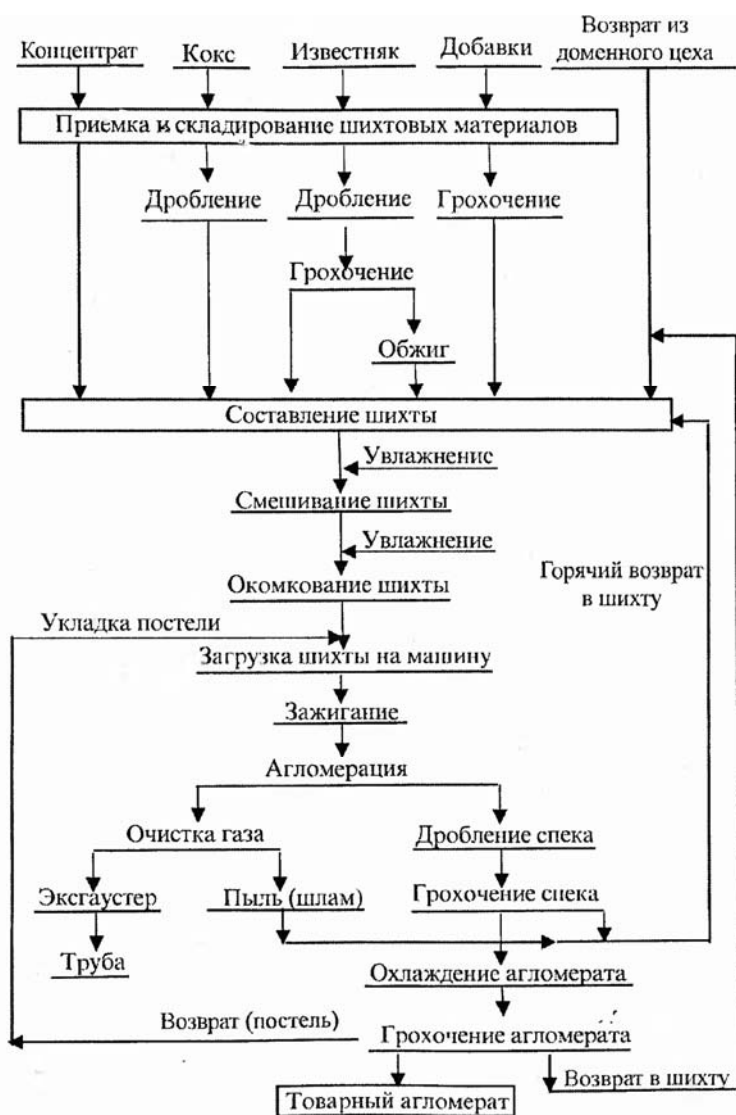 Концентрат
Кокс
Известняк
Добавки
Возврат из
доменного цеха
Приемка и складирование шихтовых материалов
Дробление
Дробление
Грохочение
Грохочение
Обжиг
Составление шихты
Увлажнение
Смешивание шихты
Увлажнение
Окомкование шихты
Горячий возврат
в шихту
Укладка постели
Загрузка шихты на машину
Зажигание
Агломерация
Очистка газа
Дробление спека
Эксгаустер
Пыль (шлам)
Грохочение спека
Труба
Охлаждение агломерата
Возврат (постель)
Грохочение агломерата
Возврат в шихту
Товарный агломерат